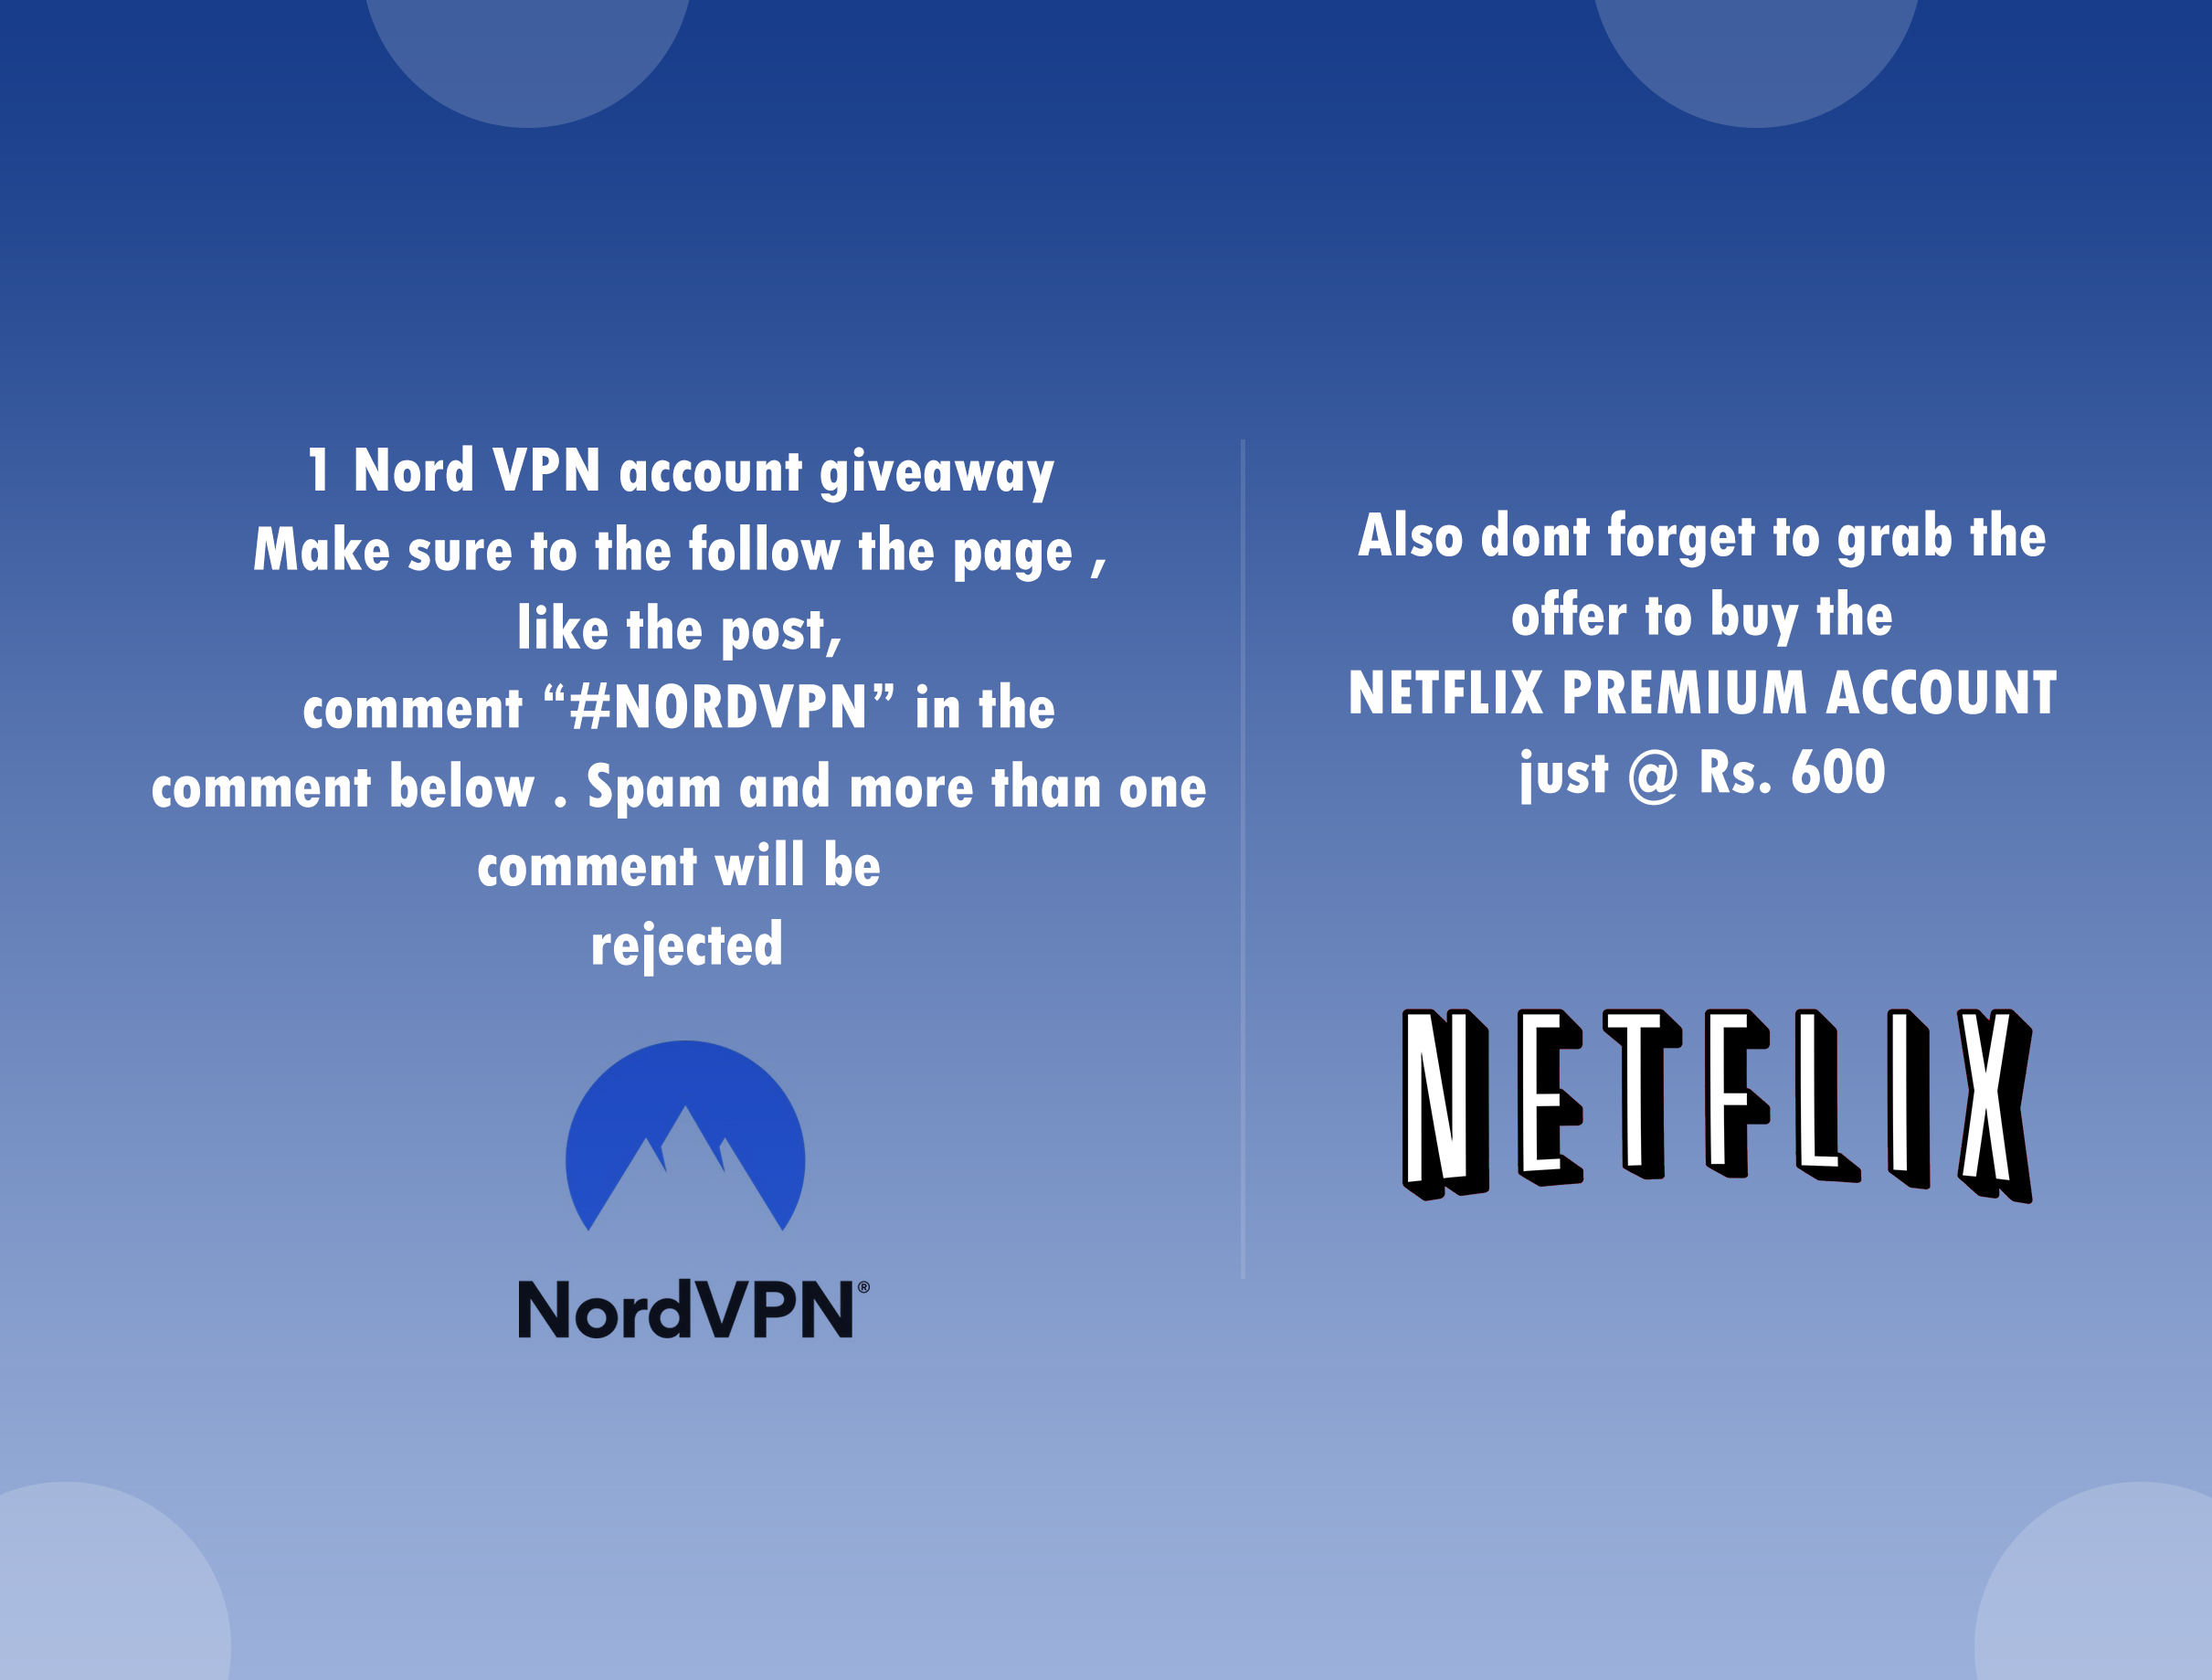 1 Nord VPN account giveaway
Make sure to the follow the page ,
like the post,
comment “#NORDVPN” in the
comment below . Spam and more than one
comment will be
rejected
NordVPN®
Also dont forget to grab the
offer to buy the
NETFLIX PREMIUM ACCOUNT
just @ Rs. 600
NETFLIX